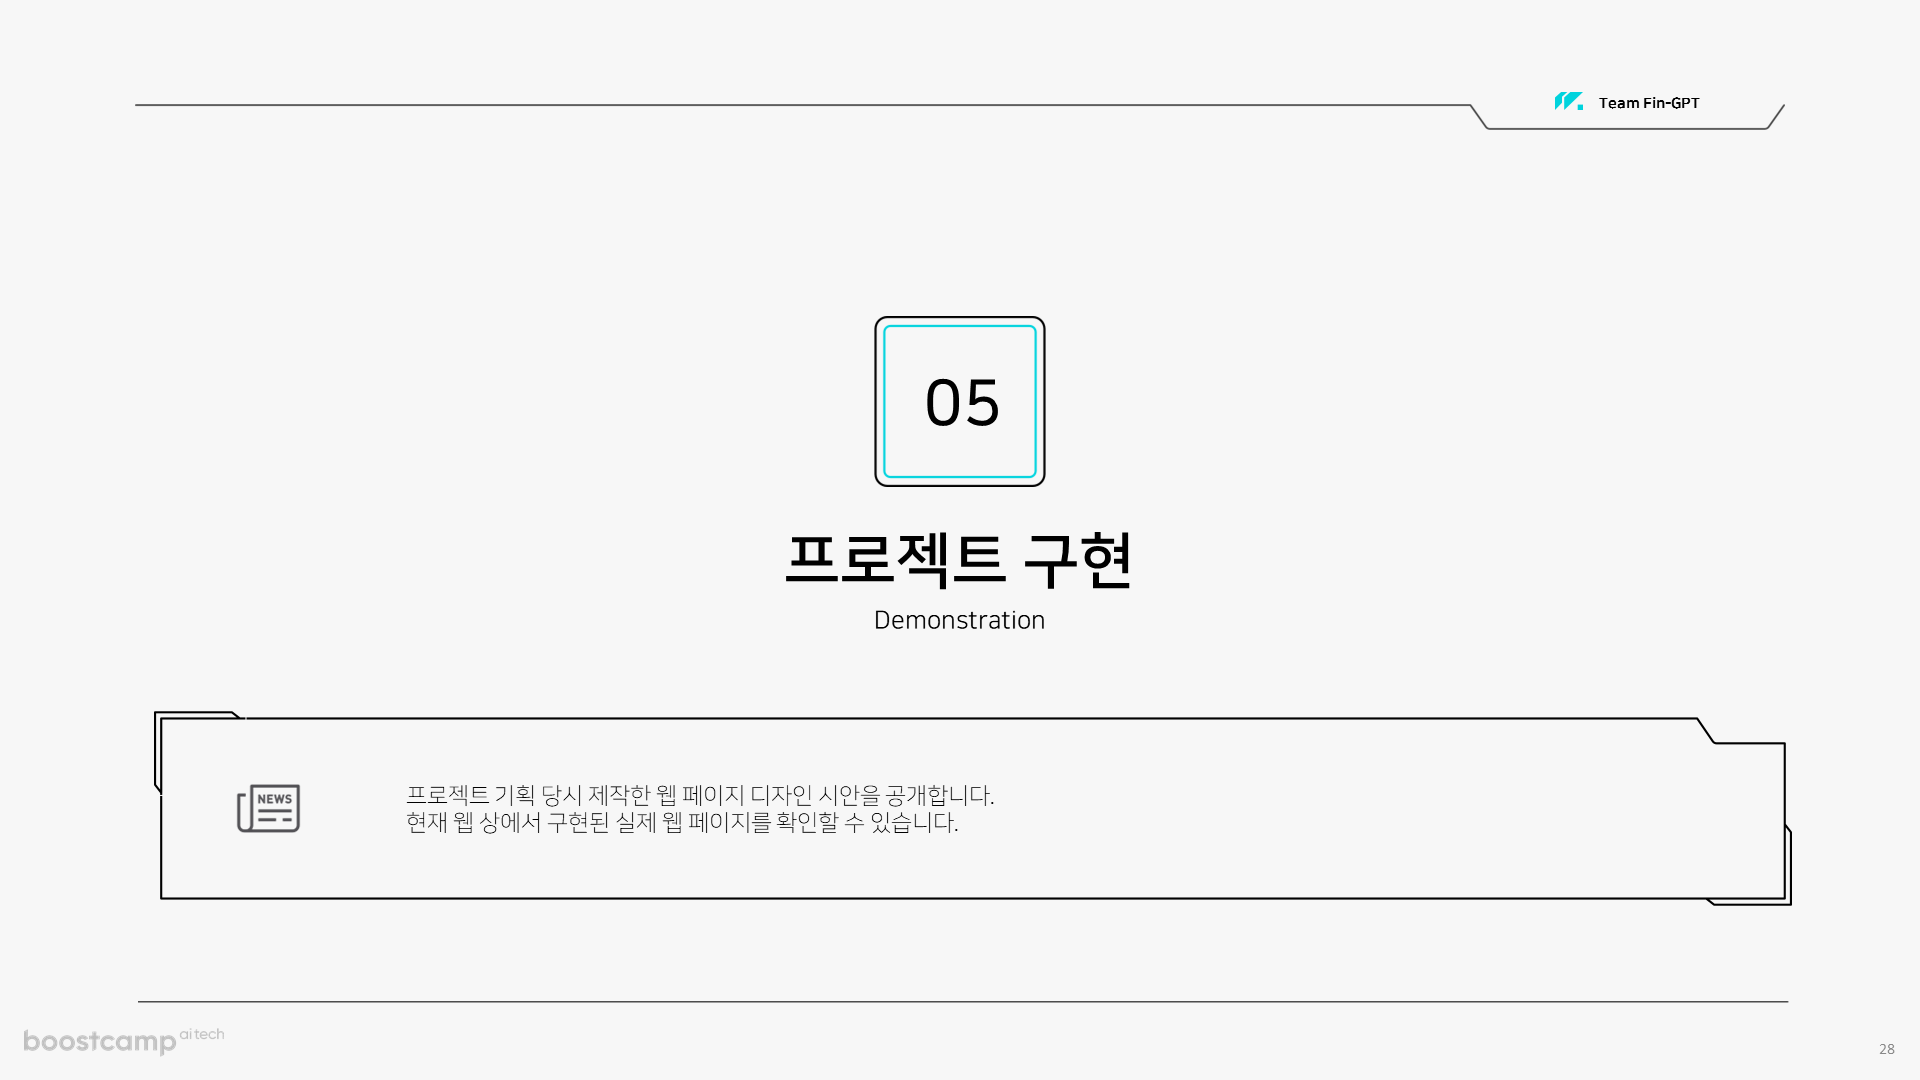 Team Fin-GPT
05
프로젝트 구현
Demonstration
NEWS
프로젝트 기획 당시 제작한 웹 페이지 디자인 시안을 공개합니다.
현재 웹 상에서 구현된 실제 웹 페이지를 확인할 수 있습니다.
boostcamp ai tech
28